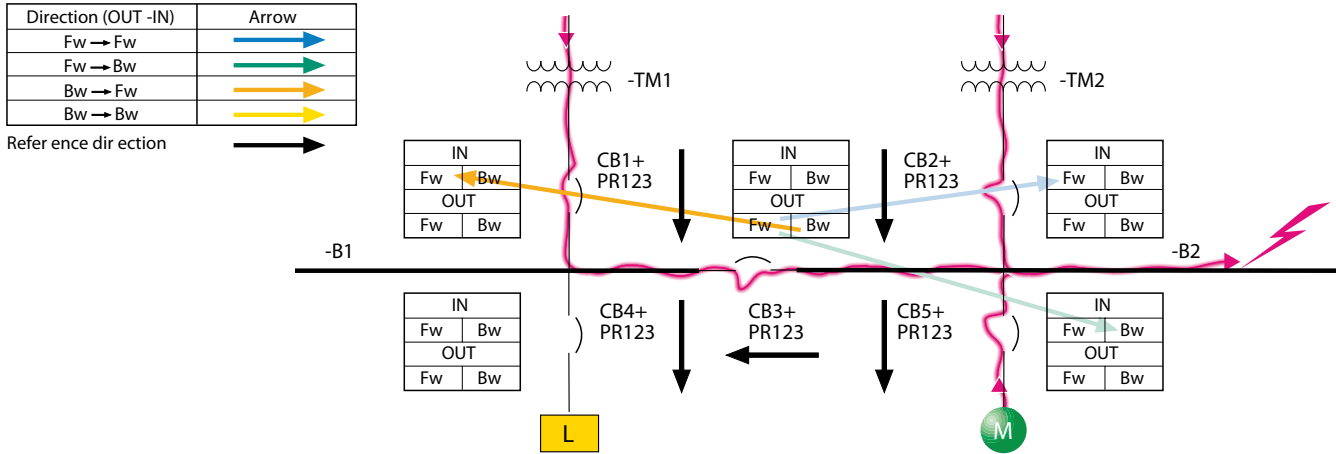 Direction (OUT -IN) Arrow
Fw → Fw
Fw → Bw
Bw → Fw
Bw → Bw
Refer ence dir ection
-TM1
-TM2
IN
Fw Bw
OUT
Fw Bw
CB1+
PR123
IN
Fw Bw
OUT
Fw Bw
CB2+
PR123
IN
Fw Bw
OUT
Fw Bw
-B1
-B2
IN
Fw Bw
OUT
Fw Bw
CB4+
PR123
CB3+
PR123
CB5+
PR123
IN
Fw Bw
OUT
Fw Bw
L
M